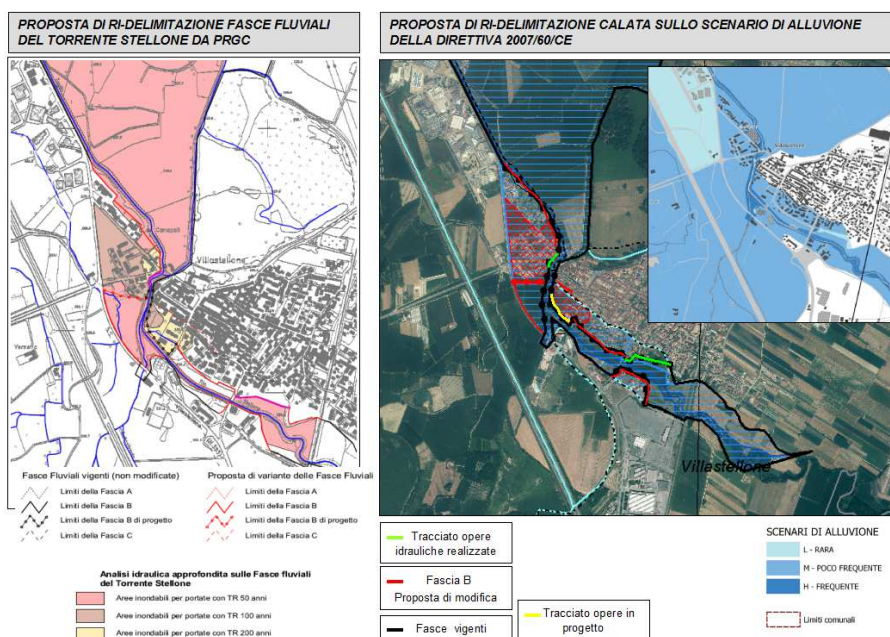 PROPOSTA DI RI-DELIMITAZIONE FASCE FLUVIALI
DEL TORRENTE STELLONE DA PRGC
PROPOSTA DI RI-DELIMITAZIONE CALATA SULLO SCENARIO DI ALLUVIONE
DELLA DIRETTIVA 2007/60/CE
Canapali
Villastellone
Villastellone
Fasce Fluviali vigenti (non modificate)
Limiti della Fascia A
Limiti della Fascia B
Limiti della Fascia B di progetto
Limiti della Fascia C
Proposta di variante delle Fasce Fluviali
Limiti della Fascia A
Limiti della Fascia B
Limiti della Fascia B di progetto
Limiti della Fascia C
Analisi idraulica approfondita sulle Fasce fluviali
del Torrente Stellone
Aree inondabili per portate con TR 50 anni
Aree inondabili per portate con TR 100 anni
Aree inondabili per portate con TR 200 anni
Tracciato opere
idrauliche realizzate
Fascia B
Proposta di modifica
Fasce vigenti
Tracciato opere in
progetto
SCENARI DI ALLUVIONE
L - RARA
M - POCO FREQUENTE
H - FREQUENTE
Limiti comunali